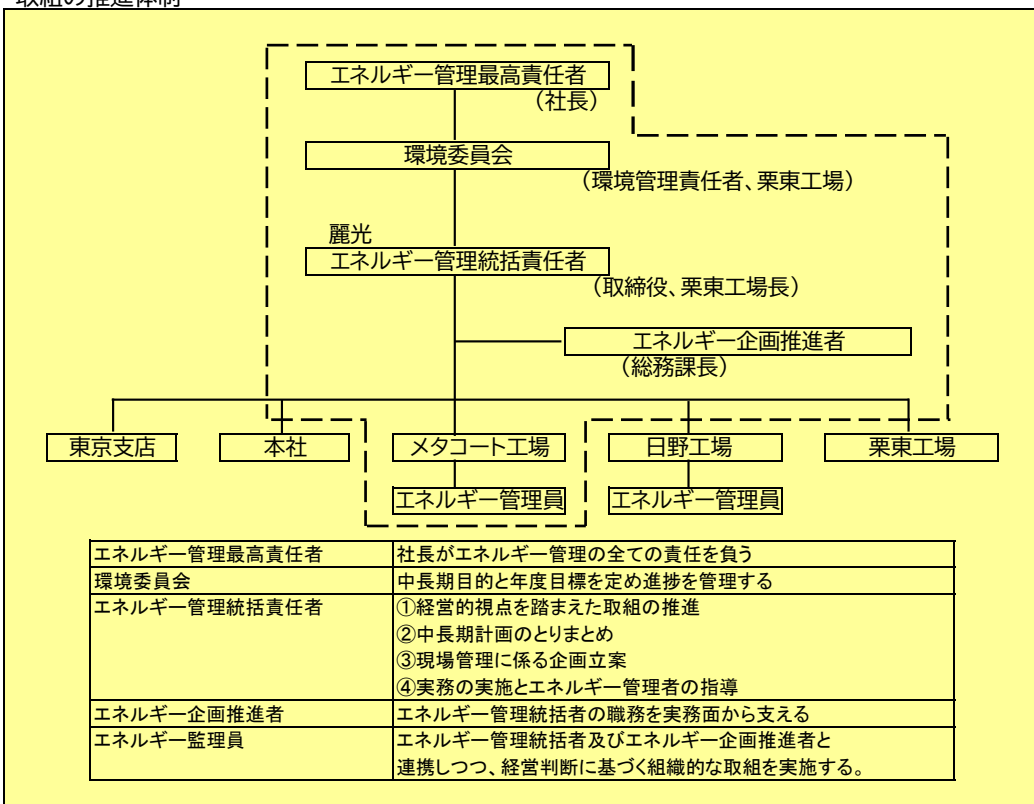 取組の推進体制
エネルギー管理最高責任者
(社長)
環境委員会
(環境管理責任者、栗東工場)
麗光
エネルギー管理統括責任者
(取締役、栗東工場長)
エネルギー企画推進者
(総務課長)
東京支店 本社 メタコート工場 日野工場 栗東工場
エネルギー管理員 エネルギー管理員
エネルギー管理最高責任者 社長がエネルギー管理の全ての責任を負う
環境委員会 中長期目的と年度目標を定め進捗を管理する
エネルギー管理統括責任者 ①経営的視点を踏まえた取組の推進
②中長期計画のとりまとめ
③現場管理に係る企画立案
④実務の実施とエネルギー管理者の指導
エネルギー企画推進者 エネルギー管理統括者の職務を実務面から支える
エネルギー監理員 エネルギー管理統括者及びエネルギー企画推進者と
連携しつつ、経営判断に基づく組織的な取組を実施する。